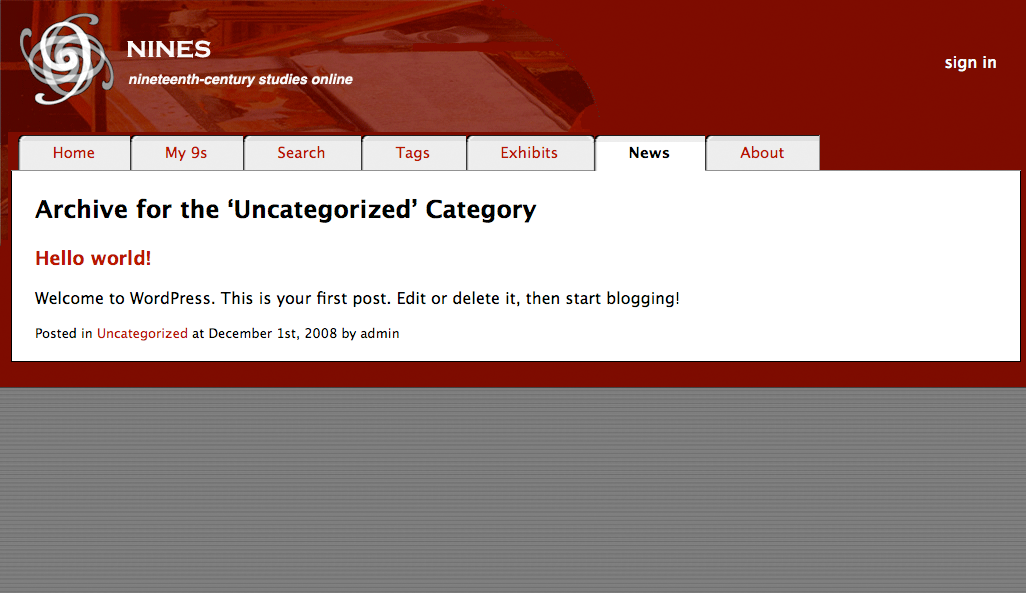 NINES
nineteenth-century studies online
sign in
Home My 9s Search Tags Exhibits News About
Archive for the ‘Uncategorized’ Category
Hello world!
Welcome to WordPress. This is your first post. Edit or delete it, then start blogging!
Posted in Uncategorized at December 1st, 2008 by admin